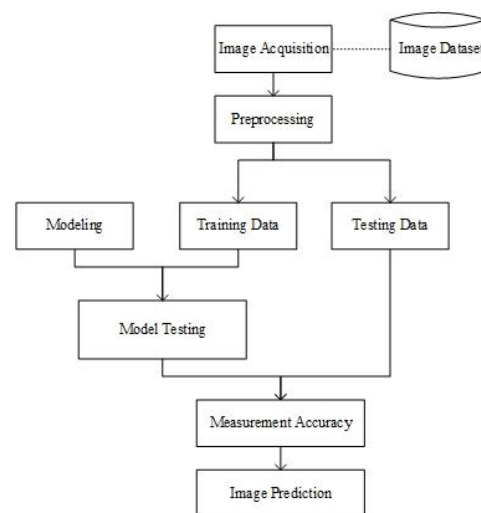 Image Acquisition
Image Dataset
Preprocessing
Modeling
Training Data
Testing Data
Model Testing
Measurement Accuracy
Image Prediction